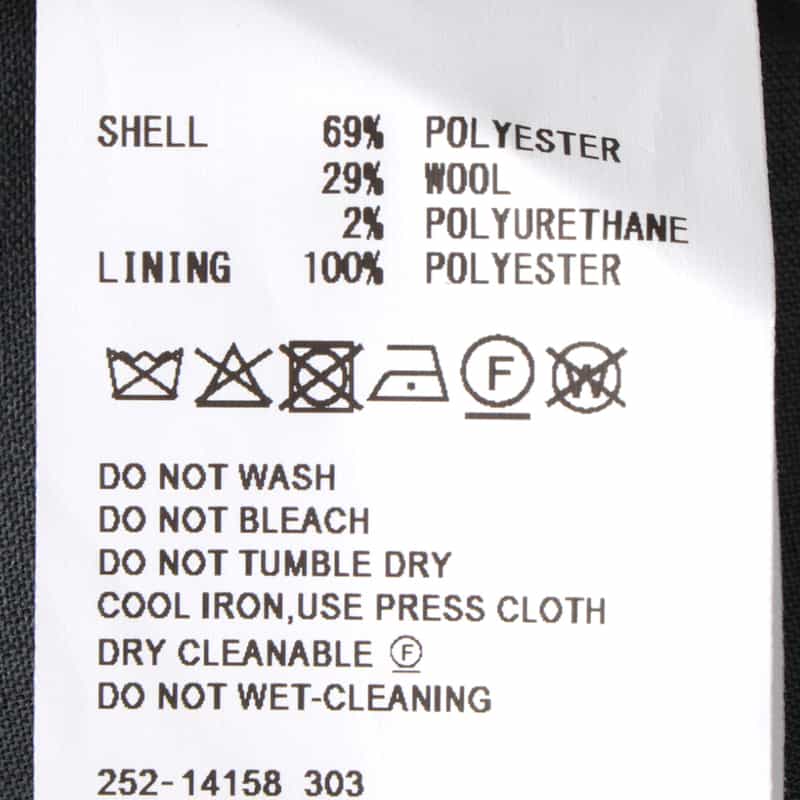 SHELL 69% POLYESTER
29% WOOL
2% POLYURETHANE
LINING 100% POLYESTER
F W
DO NOT WASH
DO NOT BLEACH
DO NOT TUMBLE DRY
COOL IRON,USE PRESS CLOTH
DRY CLEANABLE F
DO NOT WET-CLEANING
252-14158 303